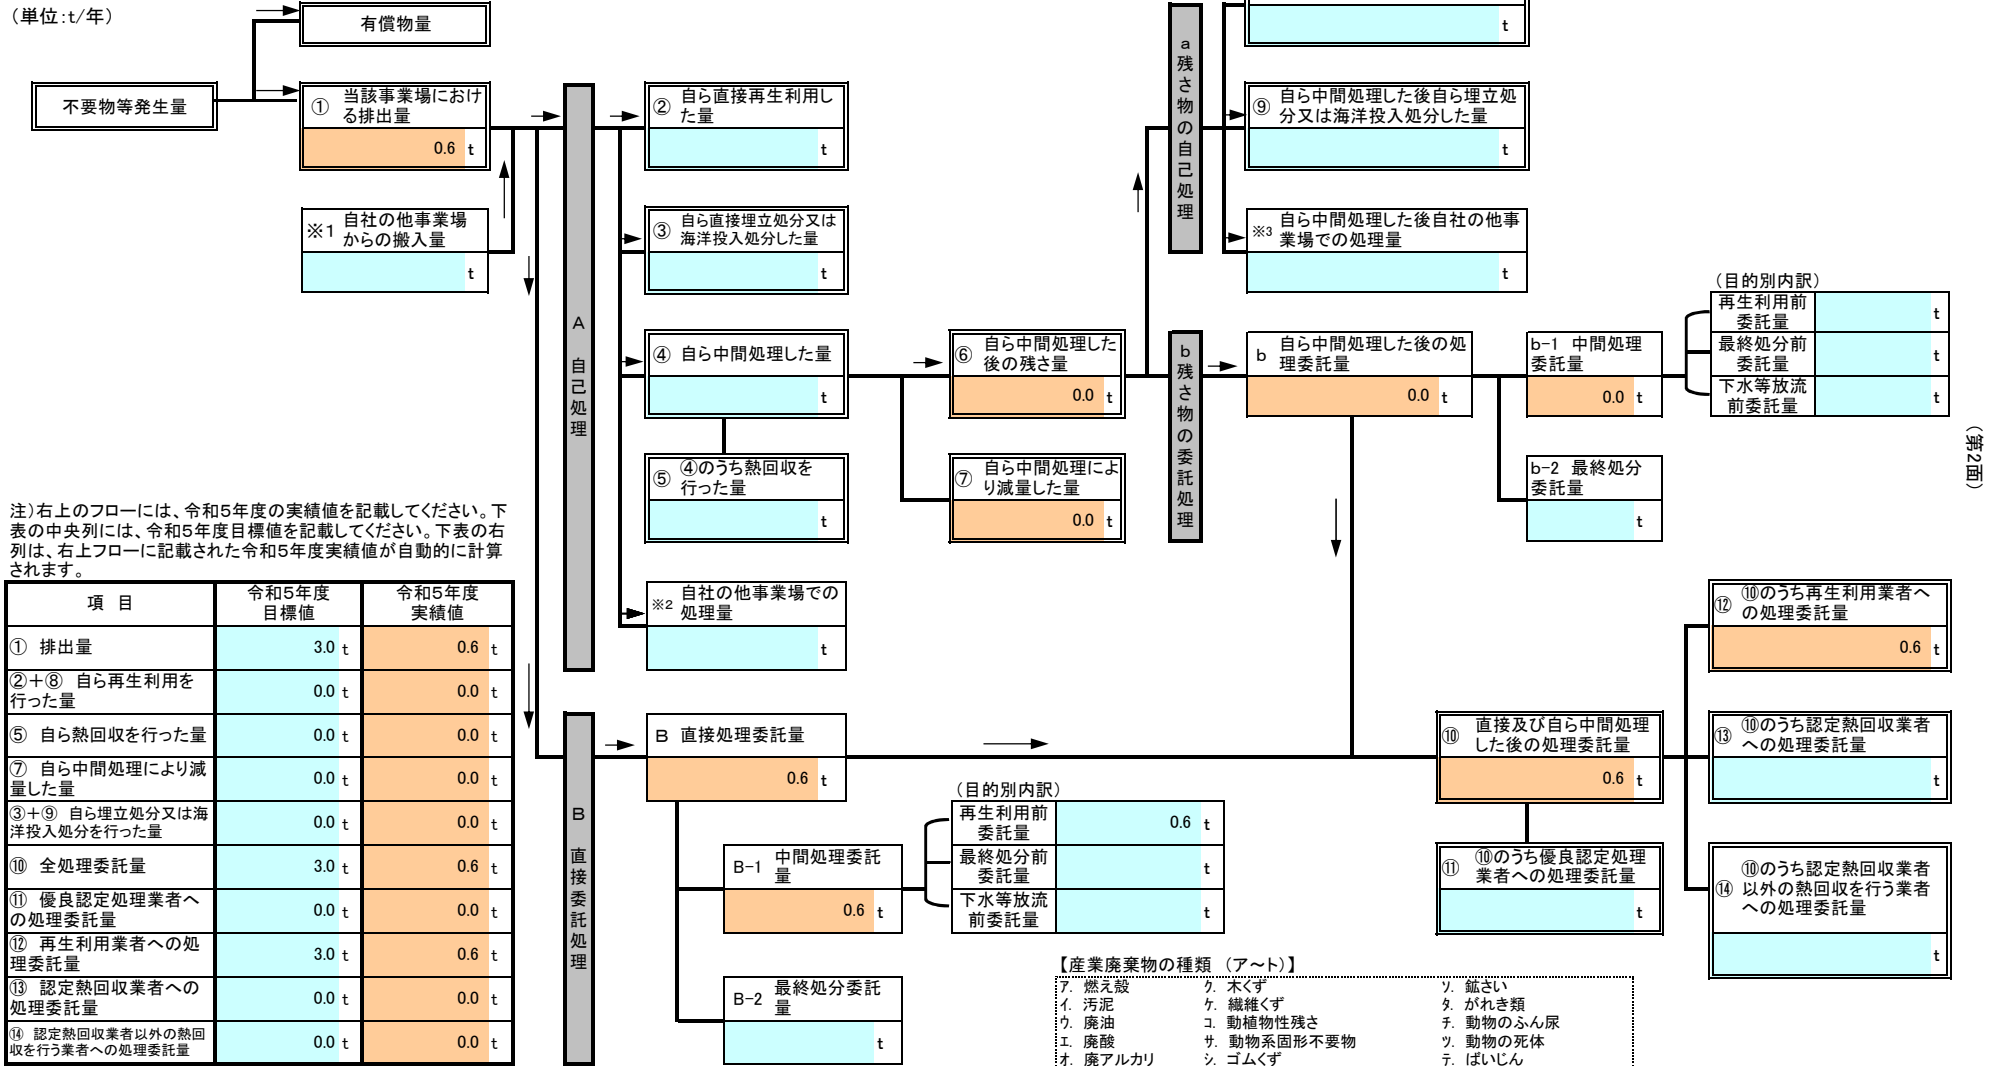 (単位:t/年)
有償物量
不要物等発生量
① 当該事業場におけ
る排出量
0.6 t
※1 自社の他事業場
からの搬入量
t
A 自己処理
② 自ら直接再生利用し
た量
t
③ 自ら直接埋立処分又は
海洋投入処分した量
t
④ 自ら中間処理した量
t
⑤ ④のうち熱回収を
行った量
t
※2 自社の他事業場での
処理量
t
⑥ 自ら中間処理した
後の残さ量
0.0 t
⑦ 自ら中間処理によ
り減量した量
0.0 t
a 残さ物の自己処理
t
⑨ 自ら中間処理した後自ら埋立処
分又は海洋投入処分した量
t
※3 自ら中間処理した後自社の他事
業場での処理量
t
b 残さ物の委託処理
b 自ら中間処理した後の処
理委託量
0.0 t
b-1 中間処理
委託量
0.0 t
b-2 最終処分
委託量
t
(目的別内訳)
再生利用前
委託量
t
最終処分前
委託量
t
下水等放流
前委託量
t
(第2面)
注)右上のフローには、令和5年度の実績値を記載してください。下
表の中央列には、令和5年度目標値を記載してください。下表の右
列は、右上フローに記載された令和5年度実績値が自動的に計算
されます。
項 目
令和5年度
目標値
令和5年度
実績値
① 排出量 3.0 t 0.6 t
②+⑧ 自ら再生利用を
行った量 0.0 t 0.0 t
⑤ 自ら熱回収を行った量 0.0 t 0.0 t
⑦ 自ら中間処理により減
量した量 0.0 t 0.0 t
③+⑨ 自ら埋立処分又は海
洋投入処分を行った量 0.0 t 0.0 t
⑩ 全処理委託量 3.0 t 0.6 t
⑪ 優良認定処理業者へ
の処理委託量 0.0 t 0.0 t
⑫ 再生利用業者への処
理委託量 3.0 t 0.6 t
⑬ 認定熱回収業者への
処理委託量 0.0 t 0.0 t
⑭ 認定熱回収業者以外の熱回
収を行う業者への処理委託量 0.0 t 0.0 t
B 直接委託処理
B 直接処理委託量
0.6 t
B-1 中間処理委託
量
0.6 t
B-2 最終処分委託
量
t
(目的別内訳)
再生利用前
委託量
0.6 t
最終処分前
委託量
t
下水等放流
前委託量
t
⑩ 直接及び自ら中間処理
した後の処理委託量
0.6 t
⑪ ⑩のうち優良認定処理
業者への処理委託量
t
⑫ ⑩のうち再生利用業者へ
の処理委託量
0.6 t
⑬ ⑩のうち認定熱回収業者
への処理委託量
t
⑭ ⑩のうち認定熱回収業者
以外の熱回収を行う業者
への処理委託量
t
【産業廃棄物の種類 (ア~ト)】
ア. 燃え殻 ク. 木くず ソ. 鉱さい
イ. 汚泥 ケ. 繊維くず タ. がれき類
ウ. 廃油 コ. 動植物性残さ チ. 動物のふん尿
エ. 廃酸 サ. 動物系固形不要物 ツ. 動物の死体
オ. 廃アルカリ シ. ゴムくず テ. ばいじん